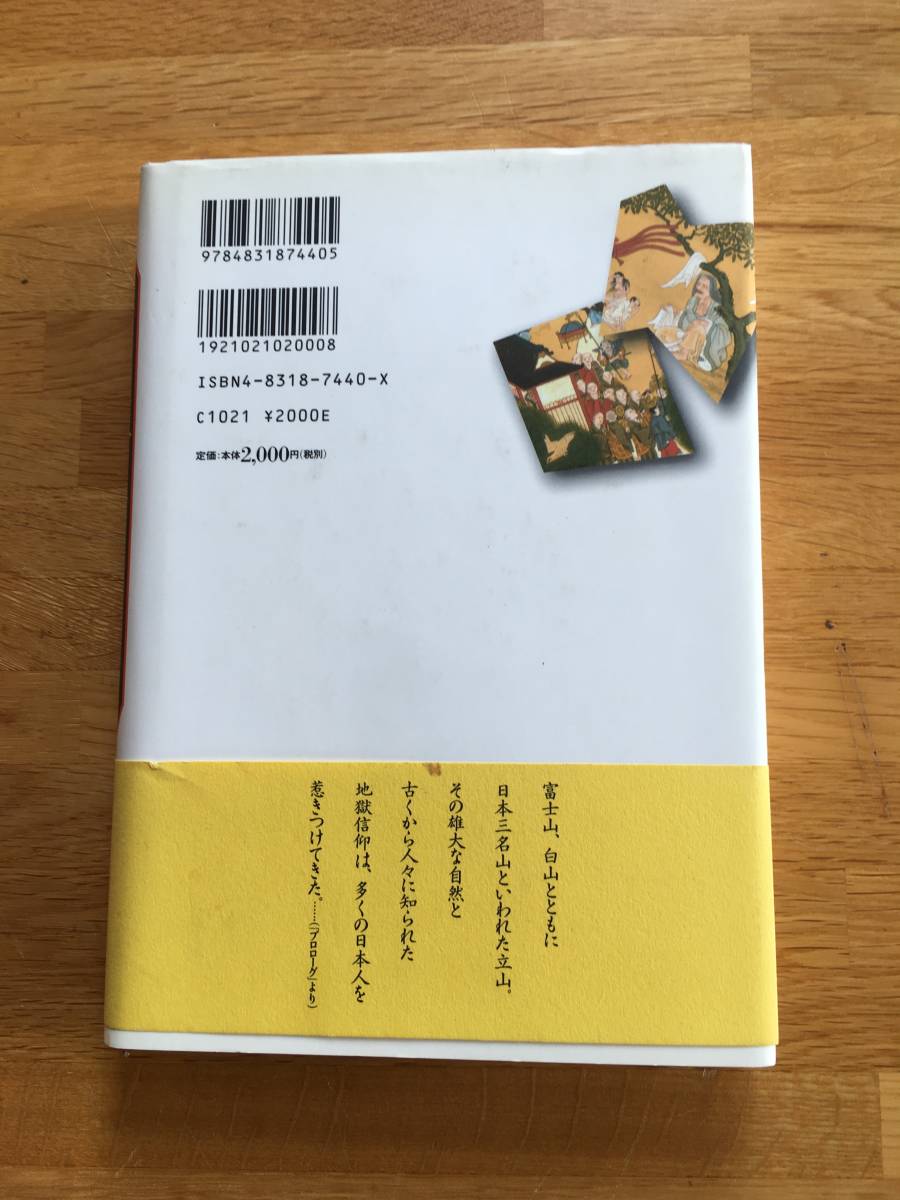 9784831874405
1921021020008
ISBN4-8318-7440-X
C1021 ¥2000E
定価:本体2,000円(税別)
富士山、白山とともに
日本三名山といわれた立山。
その雄大な自然と
古くから人々に知られた
地獄信仰は、多くの日本人を
惹きつけてきた。……(「プロローグ」より)